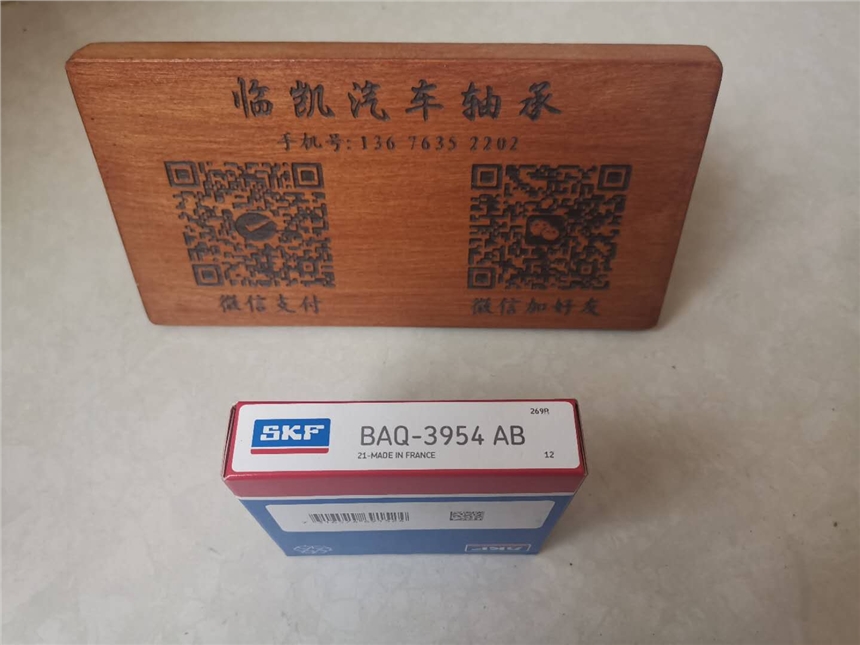 临凯汽车轴承
手机号:136 7635 2202
微信支付
微信加好友
269R
SKF
BAQ-3954 AB
21-MADE IN FRANCE
12
SKF